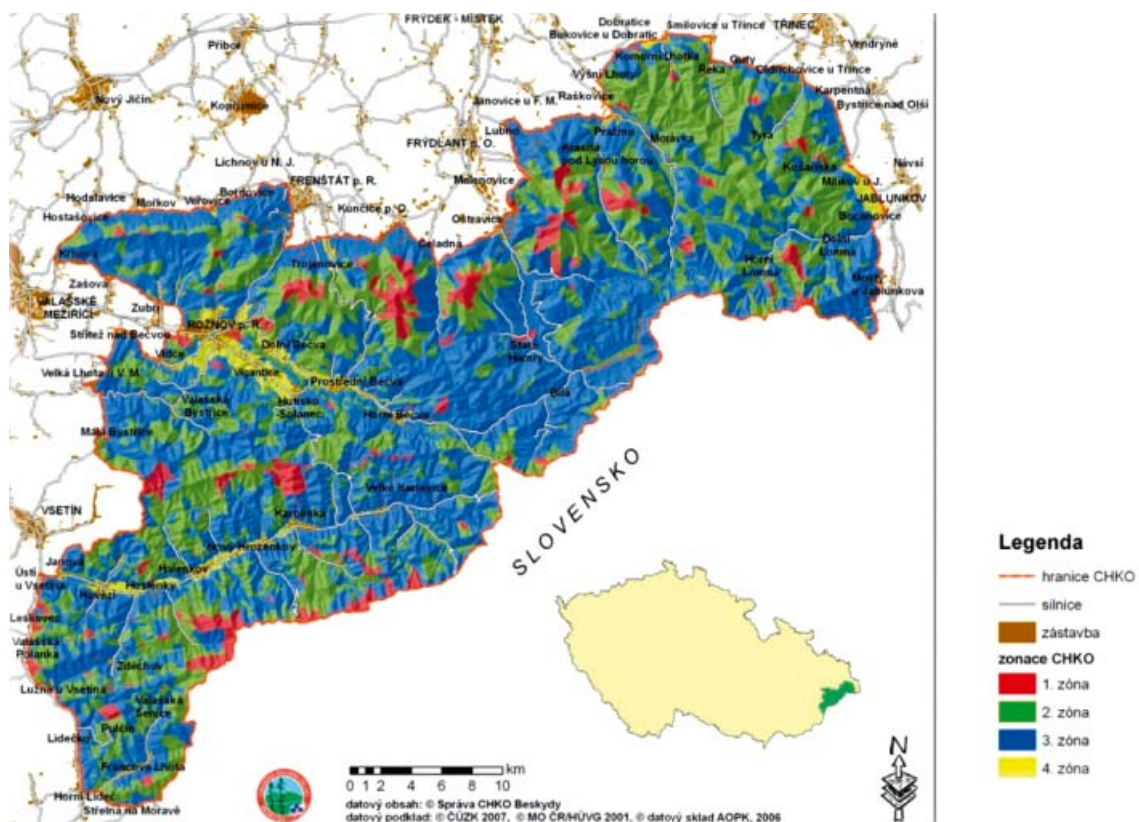 FRÝDEK - MÍSTEK
Dobratice
Bukovice u Dobratic
Smilovice u Třince
TŘINEC
Vendryně
Příbor
Komorní Lhotka
Guty
Řeka
Oldřichovice u Třince
Vyšní Lhoty
Karpentná
Nový Jičín
Kopřivnice
Janovice u F. M.
Raškovice
Bystřice nad Olší
Lubno
Pražmo
Morávka
FRÝDLANT n. O.
Krásná
pod Lysou horou
Tyra
Lichnov u N. J.
Košařiska
Návsí
FRENŠTÁT p. R.
Metylovice
Milíkov u J.
Hodslavice
Mořkov
Veřovice
Bordovice
JABLUNKOV
Hostašovice
Kunčice p. O.
Ostravice
Bocanovice
Čeladná
Dolní
Lomná
Krhová
Trojanovice
Horní
Lomná
Mosty
u Jablunkova
Zašová
VALAŠSKÉ
MEZIŘÍČÍ
Zubří
ROŽNOV p. R.
Střítež nad Bečvou
Dolní Bečva
Staré
Hamry
Vidče
Vigantice
Velká Lhota u V. M.
Prostřední Bečva
Bílá
Valašská
Bystřice
Hutisko
-Solanec
Horní Bečva
Malá Bystřice
SLOVENSKO
Velké Karlovice
VSETÍN
Karolinka
Nový Hrozenkov
Janová
Halenkov
Ústí
u Vsetína
Huslenky
Hovězí
Leskovec
Valašská
Polanka
Zděchov
Lužná u Vsetína
Valašská
Senice
Pulčín
Lidečko
Francova Lhota
Horní Lideč
Střelná na Moravě
Legenda
hranice CHKO
silnice
zástavba
zonace CHKO
1. zóna
2. zóna
3. zóna
4. zóna
N
km
0 1 2 4 6 8 10
datový obsah: © Správa CHKO Beskydy
datový podklad: © ČÚZK 2007, © MO ČR/HÚVG 2001, © datový sklad AOPK, 2006